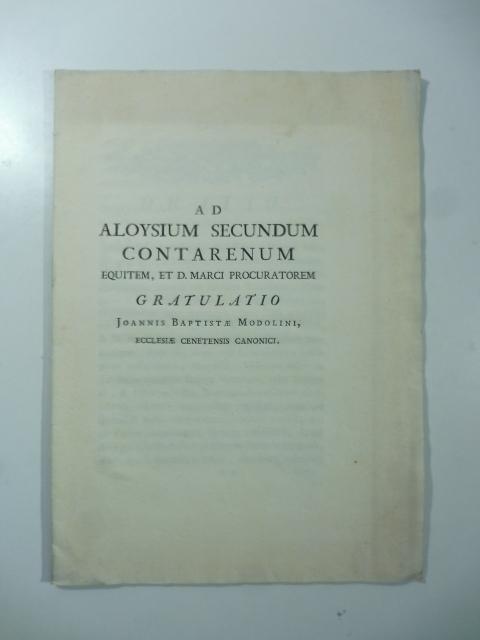 AD
ALOYSIUM SECUNDUM
CONTARENUM
EQUITEM, ET D. MARCI PROCURATOREM
GRATULATIO
JOANNIS BAPTISTÆ MODOLINI,
ECCLESIÆ CENETENSIS CANONICI.